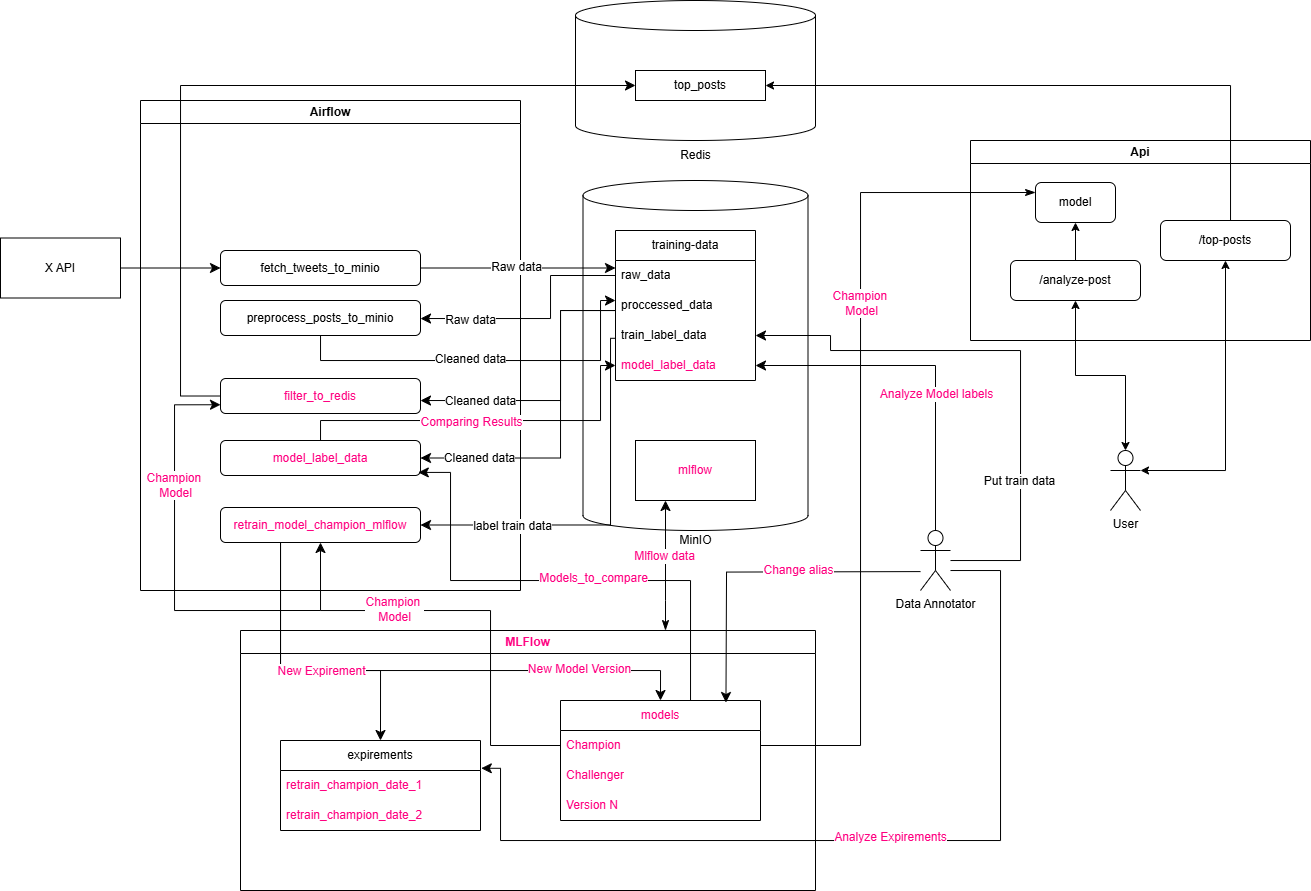 top_posts
Airflow
Redis
Api
model
training-data
/top-posts
X API
fetch_tweets_to_minio
Raw data
raw_data
/analyze-post
Champion
Model
proccessed_data
preprocess_posts_to_minio
Raw data
train_label_data
Cleaned data
model_label_data
filter_to_redis
Cleaned data
Analyze Model labels
Comparing Results
model_label_data
Cleaned data
mlflow
Champion
Model
Put train data
retrain_model_champion_mlflow
label train data
User
MinIO
Mlflow data
Models_to_compare
Change alias
Data Annotator
Champion
Model
MLFlow
New Expirement
New Model Version
models
Champion
expirements
Challenger
retrain_champion_date_1
Version N
retrain_champion_date_2
Analyze Expirements